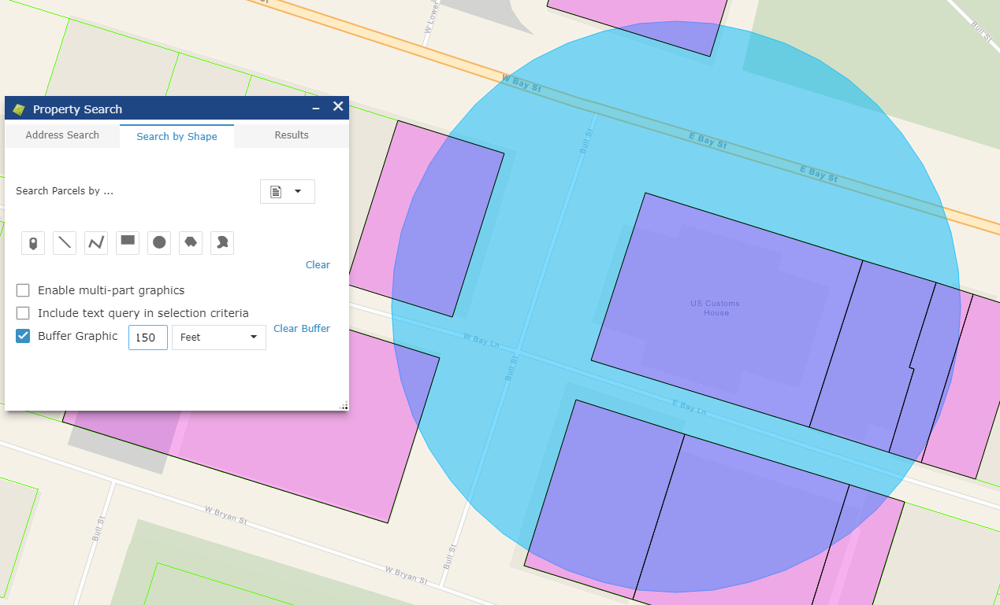 St
W Lower
Bull St
W Bay St
Property Search
Address Search
Search by Shape
Results
Bull St
E Bay St
E Bay St
Search Parcels by ...
Clear
Enable multi-part graphics
US Customs
House
Include text query in selection criteria
Buffer Graphic
150
Feet
Clear Buffer
W Bay Ln
Bull St
E Bay Ln
W Bryan St
Bull St
Bull St
W Bryan St